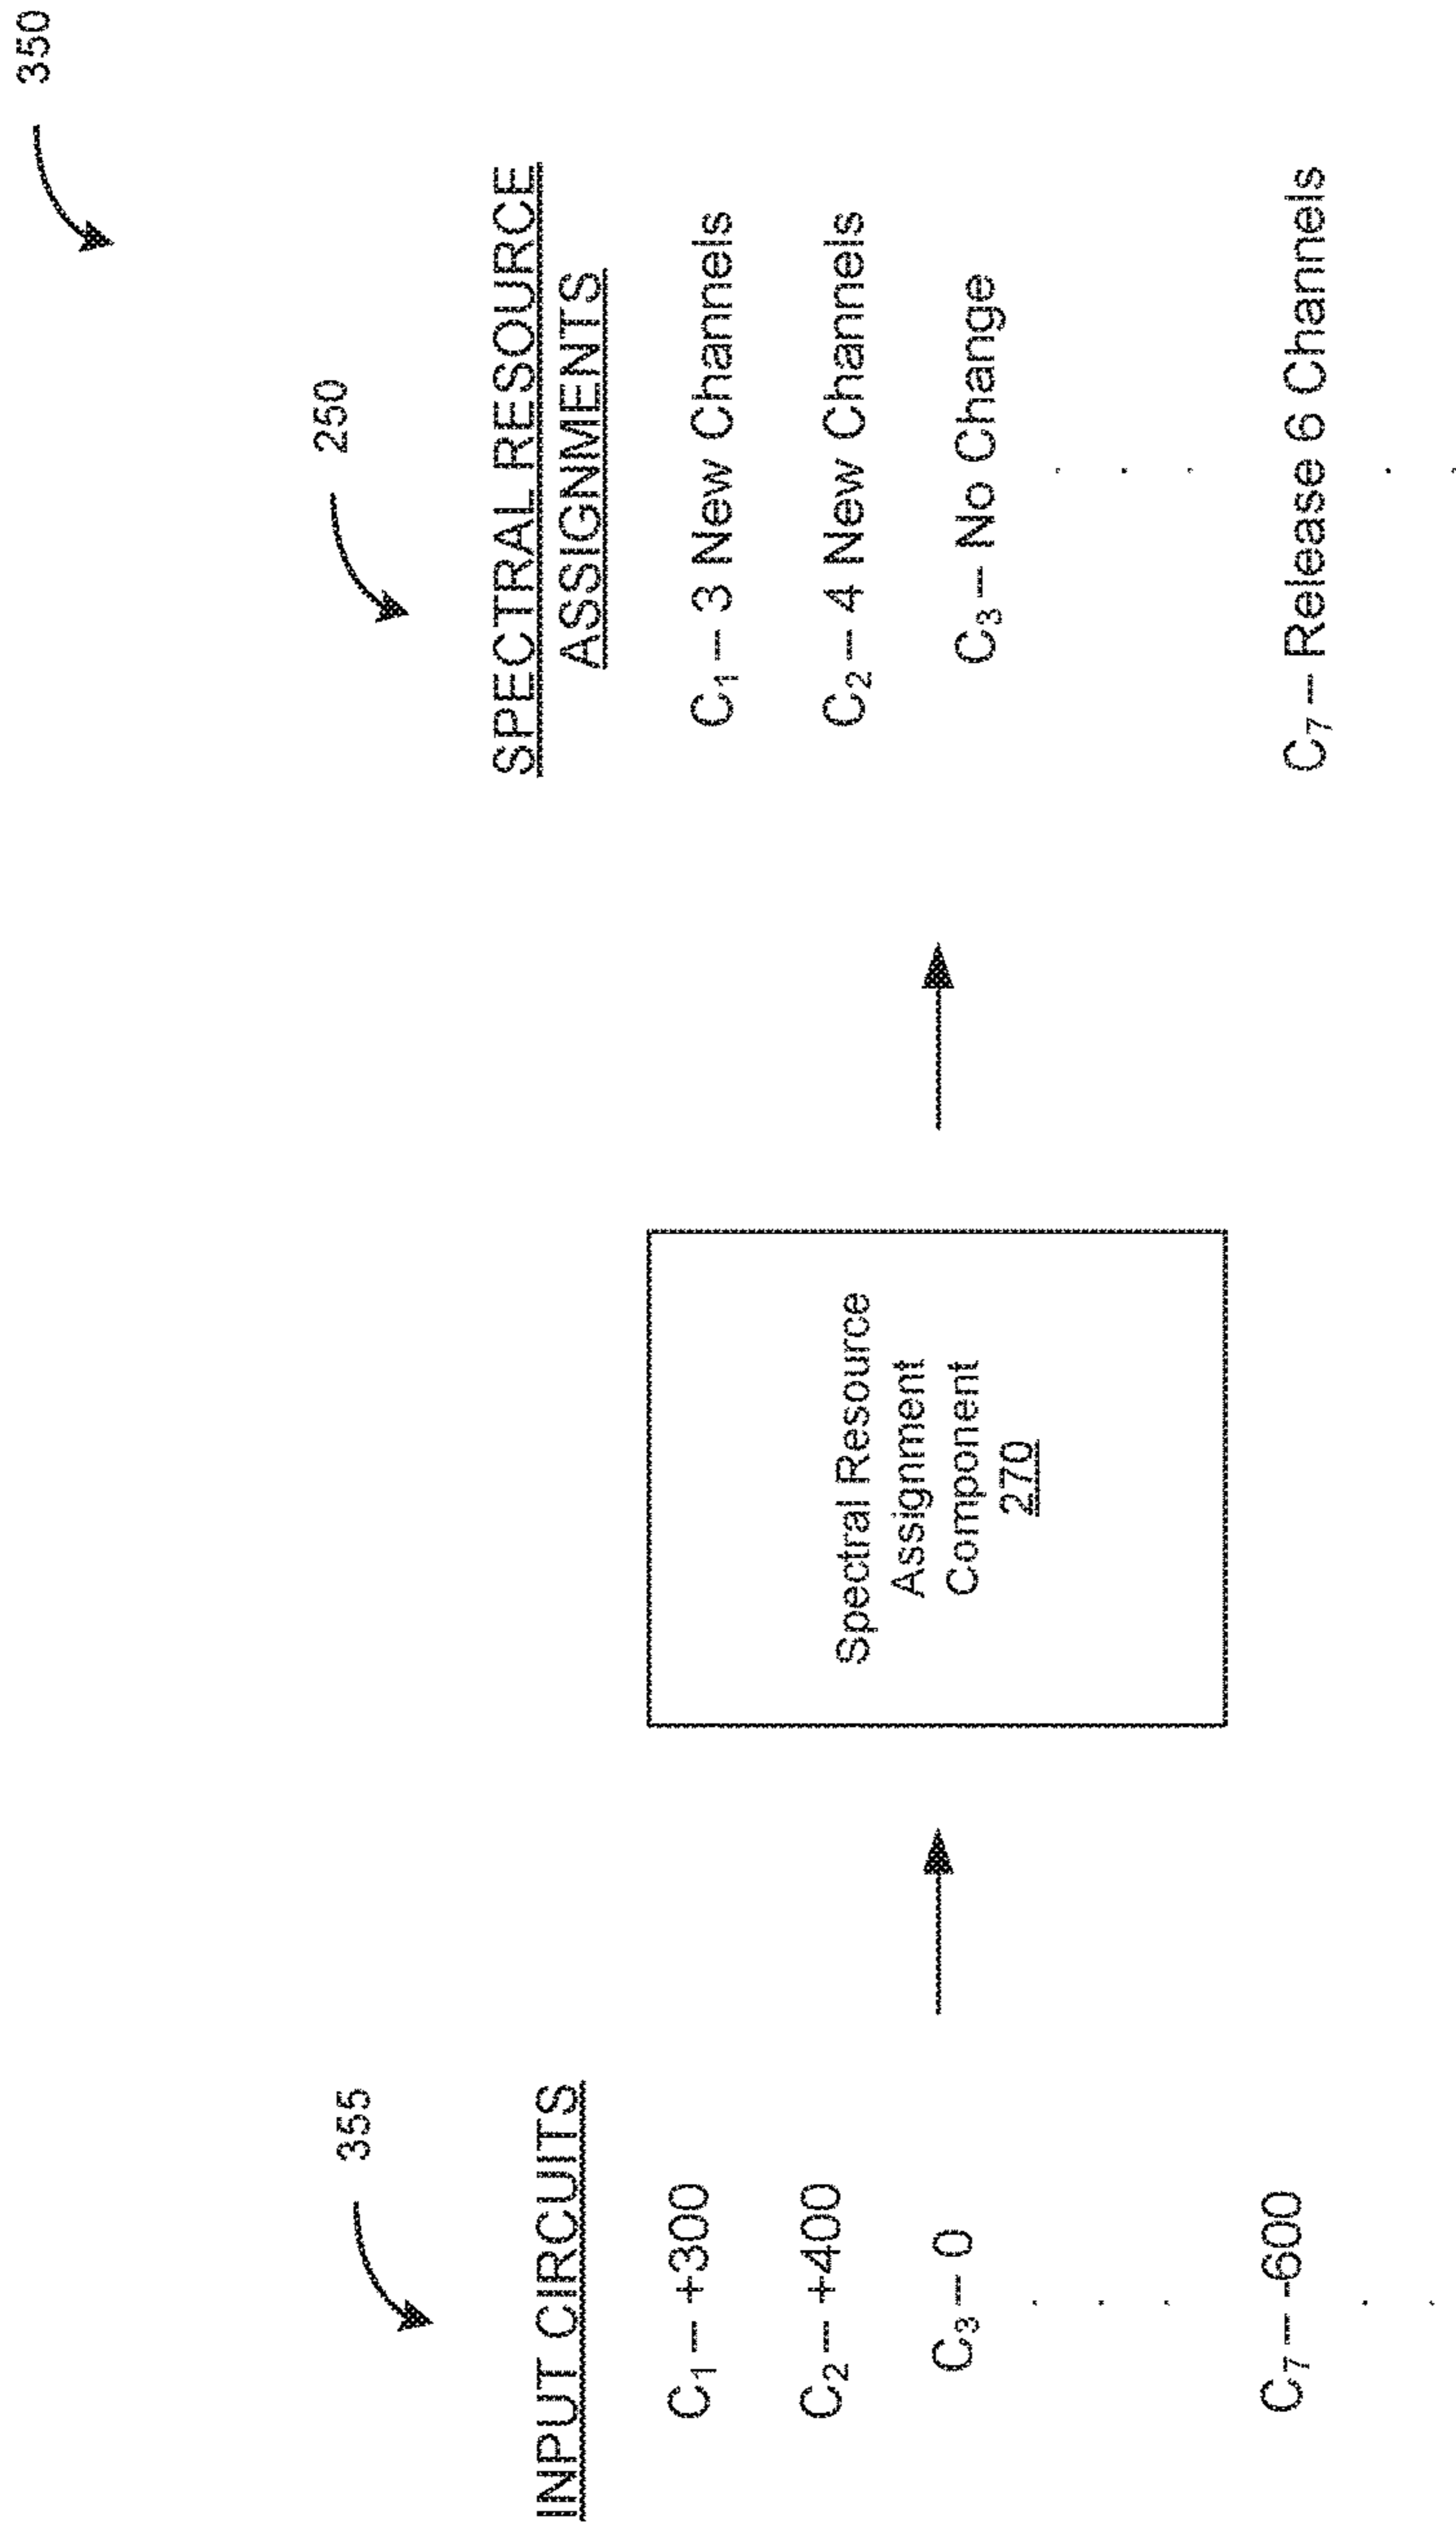 350
355
INPUT CIRCUITS
C₁ – +300
C₂ – +400
C₃ – 0
C₇ – -600
Spectral Resource
Assignment
Component
270
250
SPECTRAL RESOURCE
ASSIGNMENTS
C₁ – 3 New Channels
C₂ – 4 New Channels
C₃ – No Change
C₇ – Release 6 Channels